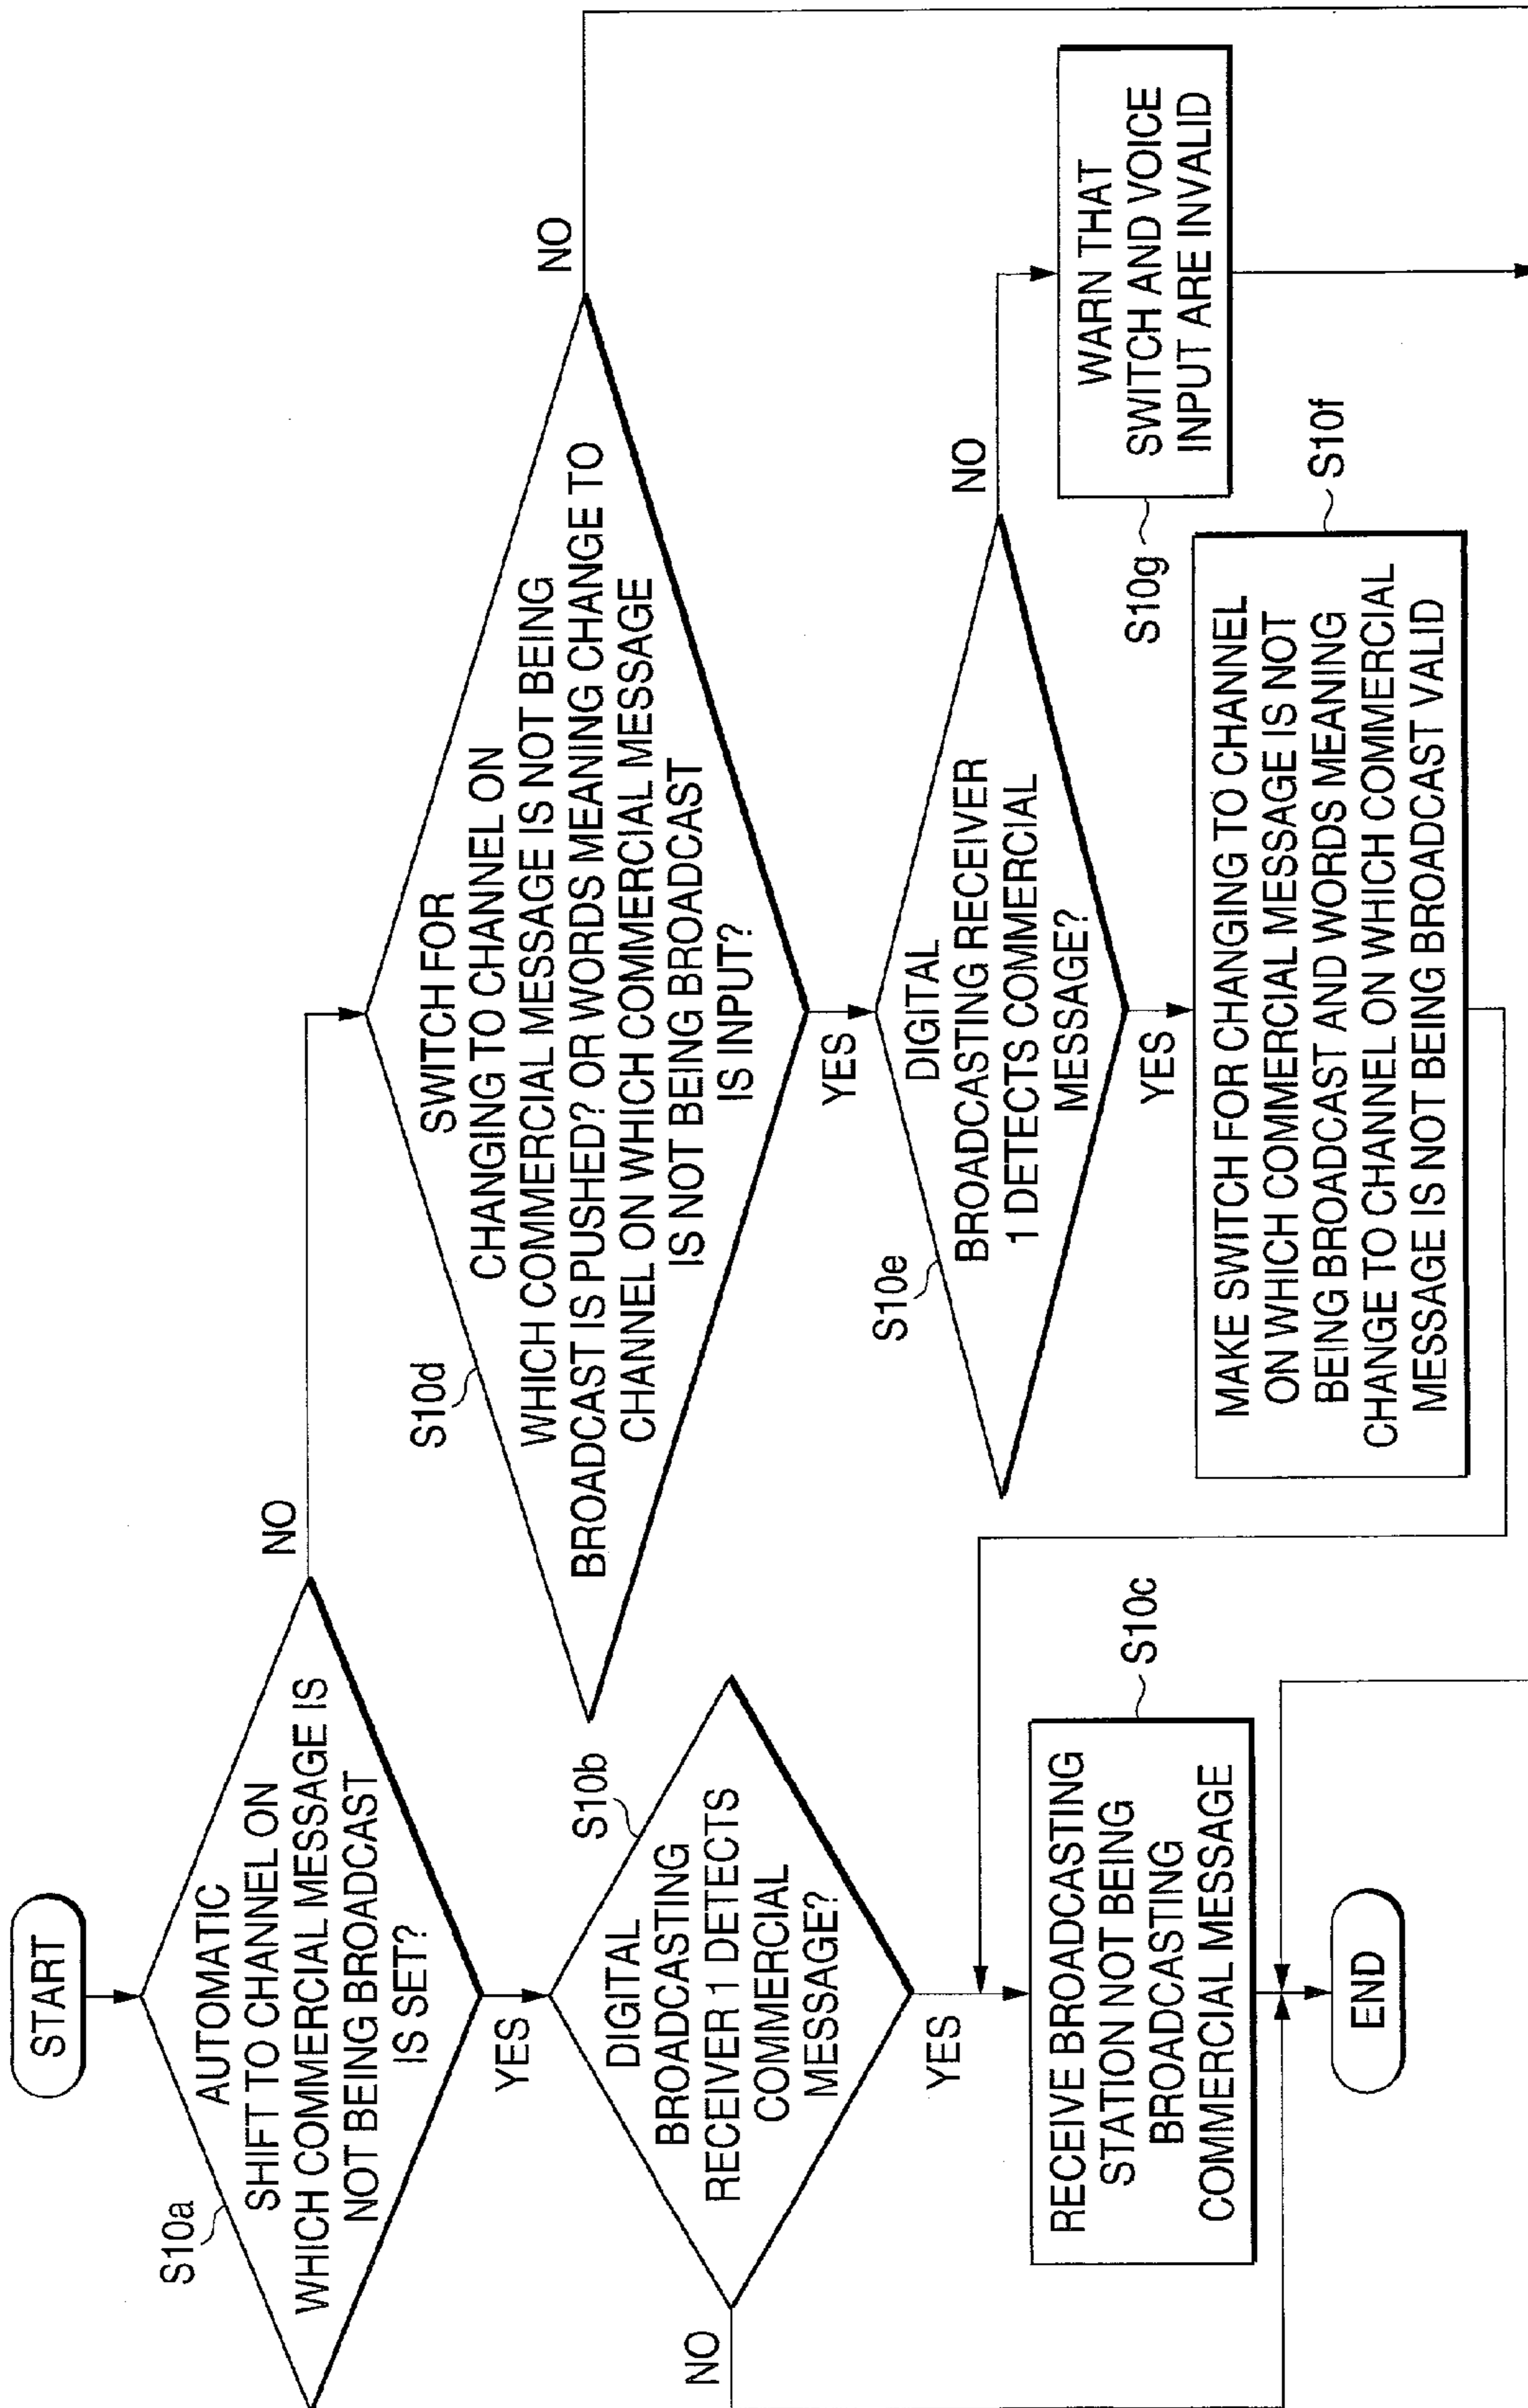 START
S10a
AUTOMATIC
SHIFT TO CHANNEL ON
WHICH COMMERCIAL MESSAGE IS
NOT BEING BROADCAST
IS SET?
NO
YES
S10b
DIGITAL
BROADCASTING
RECEIVER 1 DETECTS
COMMERCIAL
MESSAGE?
NO
YES
RECEIVE BROADCASTING
STATION NOT BEING
BROADCASTING
COMMERCIAL MESSAGE
S10c
END
S10d
SWITCH FOR
CHANGING TO CHANNEL ON
WHICH COMMERCIAL MESSAGE IS NOT BEING
BROADCAST IS PUSHED? OR WORDS MEANING CHANGE TO
CHANNEL ON WHICH COMMERCIAL MESSAGE
IS NOT BEING BROADCAST
IS INPUT?
NO
YES
S10e
DIGITAL
BROADCASTING RECEIVER
1 DETECTS COMMERCIAL
MESSAGE?
NO
YES
S10g
WARN THAT
SWITCH AND VOICE
INPUT ARE INVALID
S10f
MAKE SWITCH FOR CHANGING TO CHANNEL
ON WHICH COMMERCIAL MESSAGE IS NOT
BEING BROADCAST AND WORDS MEANING
CHANGE TO CHANNEL ON WHICH COMMERCIAL
MESSAGE IS NOT BEING BROADCAST VALID